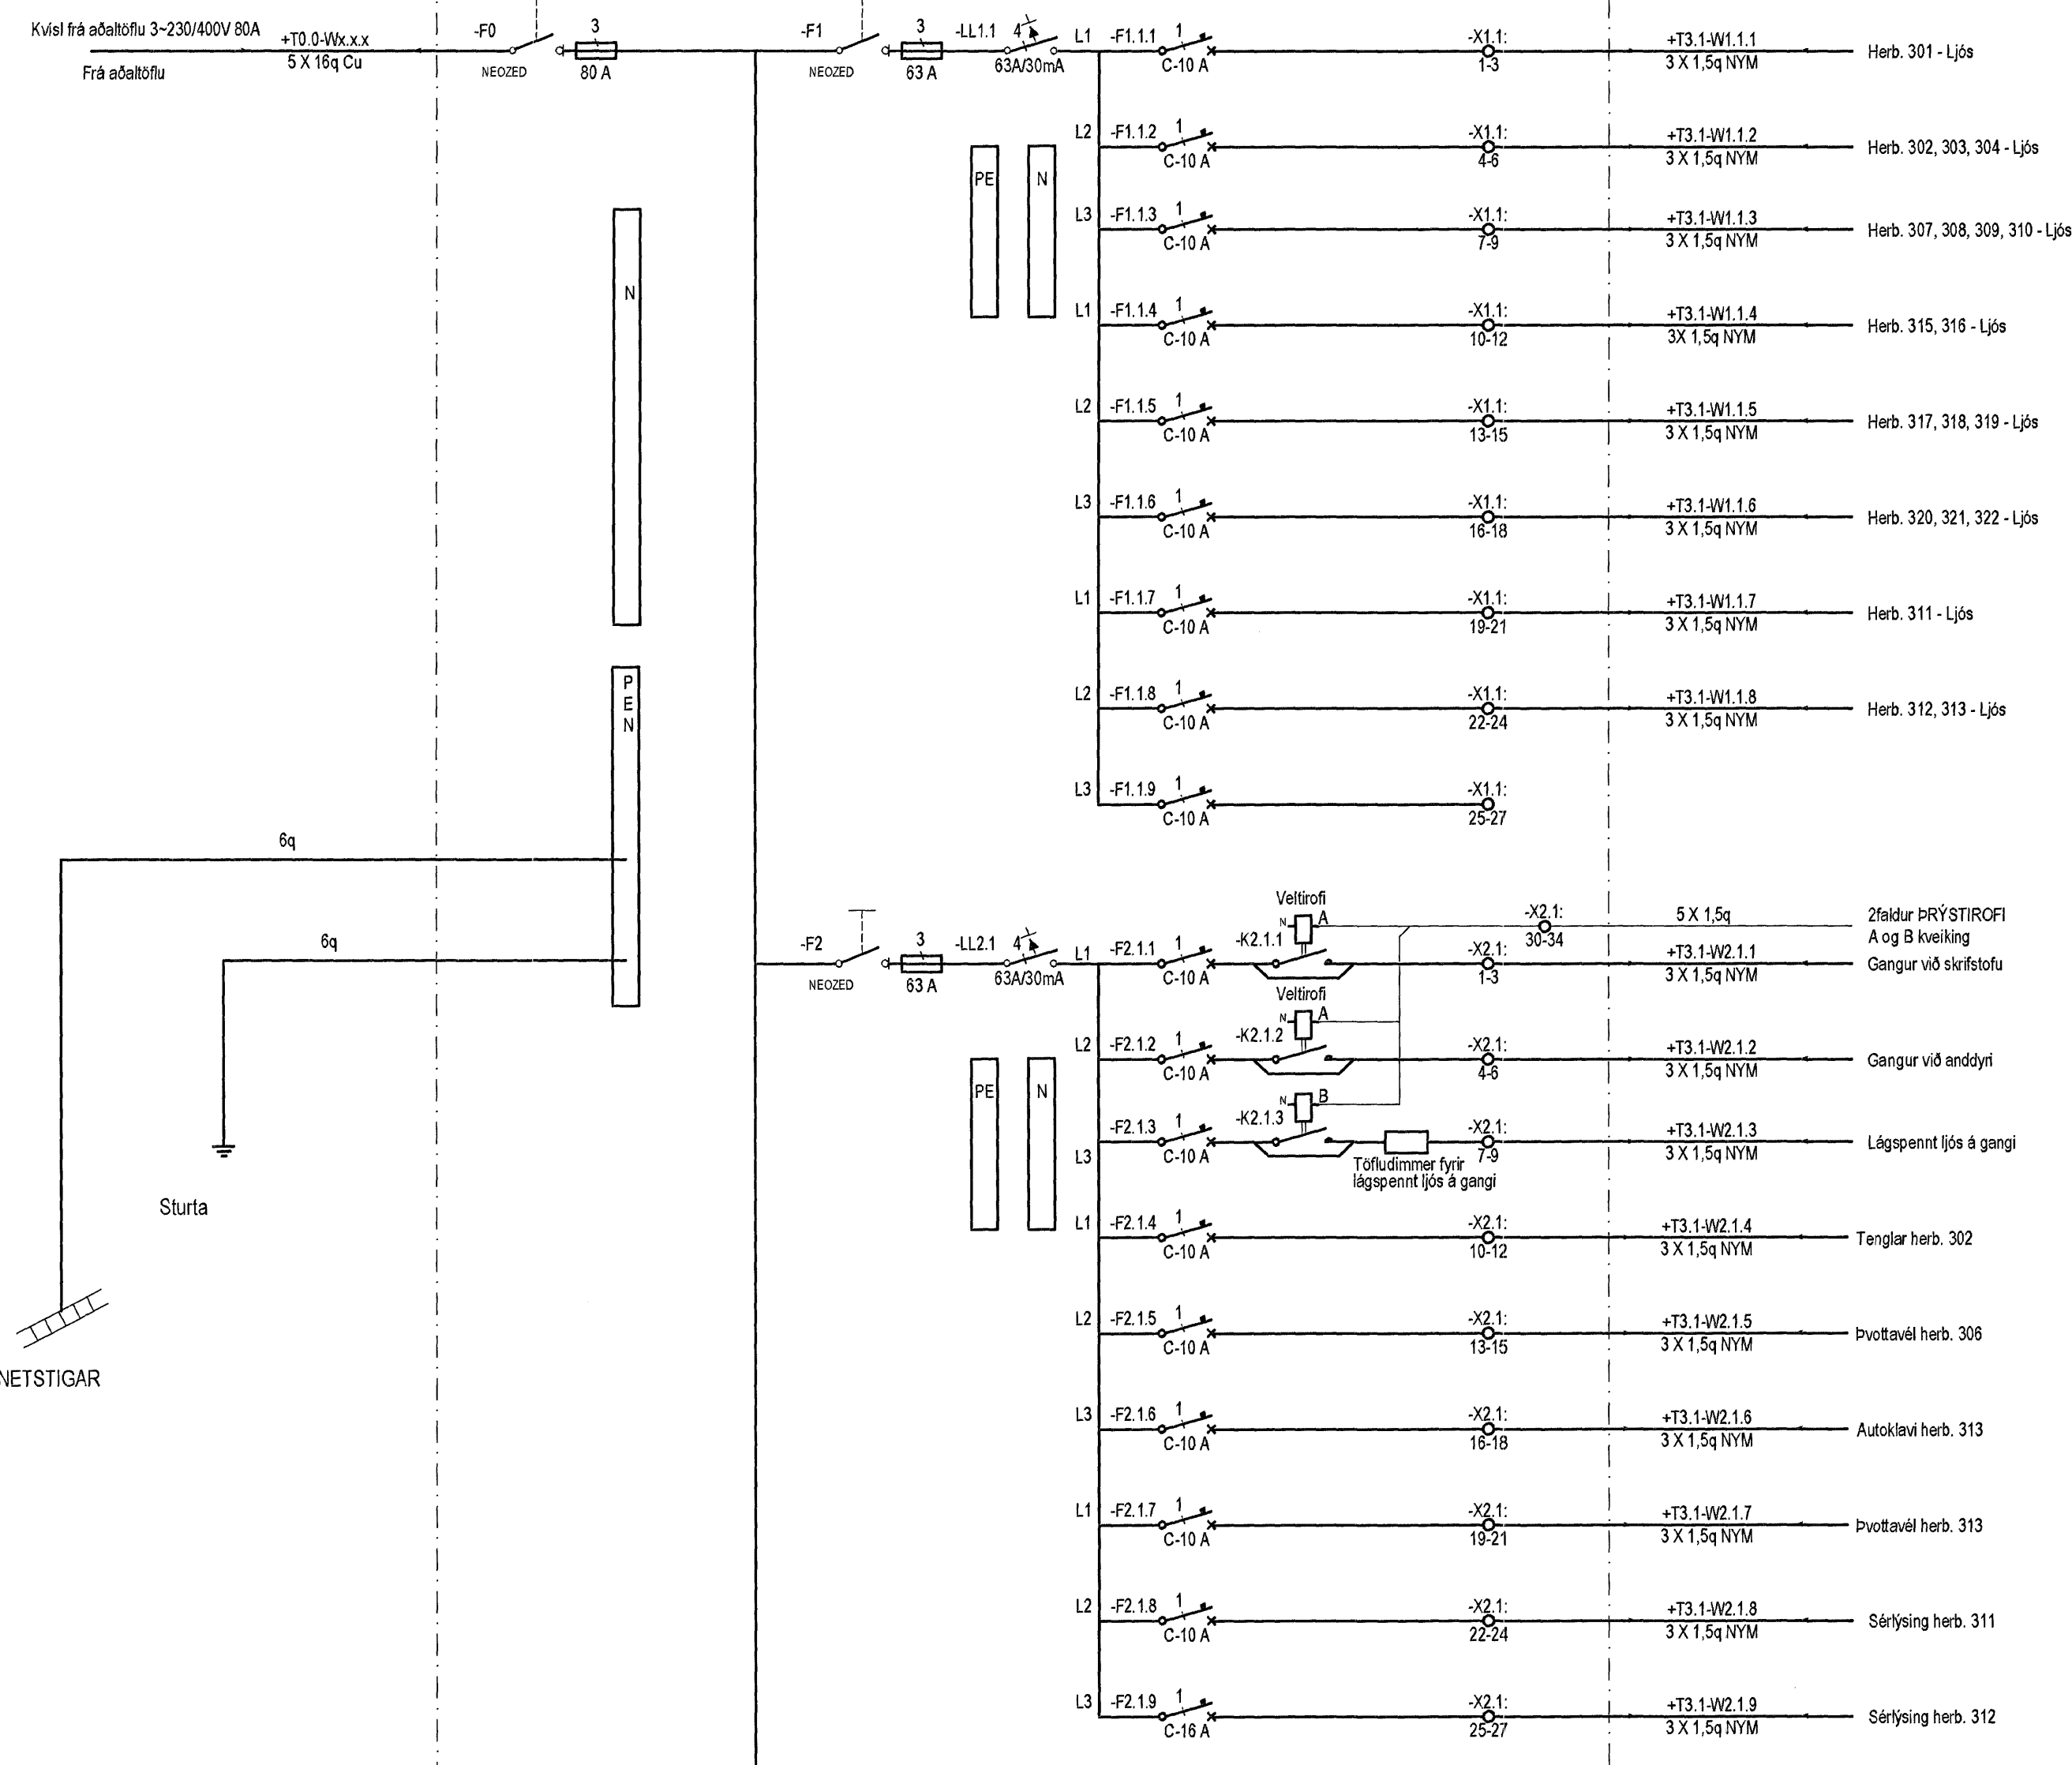 Kvísl frá aðaltöflu 3~230/400V 80A
+T0.0-Wx.x.x
5 X 16q Cu
Frá aðaltöflu
-F0
NEOZED
3
80 A
-F1
NEOZED
3
63 A
-LL1.1
4
63A/30mA
L1 -F1.1.1 1
C-10 A
-X1.1:
1-3
+T3.1-W1.1.1
3 X 1,5q NYM
Herb. 301 - Ljós
L2 -F1.1.2 1
C-10 A
-X1.1:
4-6
+T3.1-W1.1.2
3 X 1,5q NYM
Herb. 302, 303, 304 - Ljós
PE
N
L3 -F1.1.3 1
C-10 A
-X1.1:
7-9
+T3.1-W1.1.3
3 X 1,5q NYM
Herb. 307, 308, 309, 310 - Ljós
N
L1 -F1.1.4 1
C-10 A
-X1.1:
10-12
+T3.1-W1.1.4
3X 1,5q NYM
Herb. 315, 316 - Ljós
L2 -F1.1.5 1
C-10 A
-X1.1:
13-15
+T3.1-W1.1.5
3 X 1,5q NYM
Herb. 317, 318, 319 - Ljós
L3 -F1.1.6 1
C-10 A
-X1.1:
16-18
+T3.1-W1.1.6
3 X 1,5q NYM
Herb. 320, 321, 322 - Ljós
L1 -F1.1.7 1
C-10 A
-X1.1:
19-21
+T3.1-W1.1.7
3 X 1,5q NYM
Herb. 311 - Ljós
P
E
N
L2 -F1.1.8 1
C-10 A
-X1.1:
22-24
+T3.1-W1.1.8
3 X 1,5q NYM
Herb. 312, 313 - Ljós
L3 -F1.1.9 1
C-10 A
-X1.1:
25-27
6q
6q
Sturta
NETSTIGAR
-F2
NEOZED
3
63 A
-LL2.1
4
63A/30mA
Veltirofi
N A
-X2.1:
30-34
5 X 1,5q
2faldur ÞRÝSTIROFI
A og B kveiking
L1 -F2.1.1 1
C-10 A
-K2.1.1
-X2.1:
1-3
+T3.1-W2.1.1
3 X 1,5q NYM
Gangur við skrifstofu
Veltirofi
N A
L2 -F2.1.2 1
C-10 A
-K2.1.2
-X2.1:
4-6
+T3.1-W2.1.2
3 X 1,5q NYM
Gangur við anddyri
PE
N
N B
-F2.1.3 1
L3
C-10 A
-K2.1.3
Töfludimmer fyrir
lágspennt ljós á gangi
-X2.1:
7-9
+T3.1-W2.1.3
3 X 1,5q NYM
Lágspennt ljós á gangi
L1 -F2.1.4 1
C-10 A
-X2.1:
10-12
+T3.1-W2.1.4
3 X 1,5q NYM
Tenglar herb. 302
L2 -F2.1.5 1
C-10 A
-X2.1:
13-15
+T3.1-W2.1.5
3 X 1,5q NYM
Þvottavél herb. 306
L3 -F2.1.6 1
C-10 A
-X2.1:
16-18
+T3.1-W2.1.6
3 X 1,5q NYM
Autoklavi herb. 313
L1 -F2.1.7 1
C-10 A
-X2.1:
19-21
+T3.1-W2.1.7
3 X 1,5q NYM
Þvottavél herb. 313
L2 -F2.1.8 1
C-10 A
-X2.1:
22-24
+T3.1-W2.1.8
3 X 1,5q NYM
Sérlýsing herb. 311
L3 -F2.1.9 1
C-16 A
-X2.1:
25-27
+T3.1-W2.1.9
3 X 1,5q NYM
Sérlýsing herb. 312